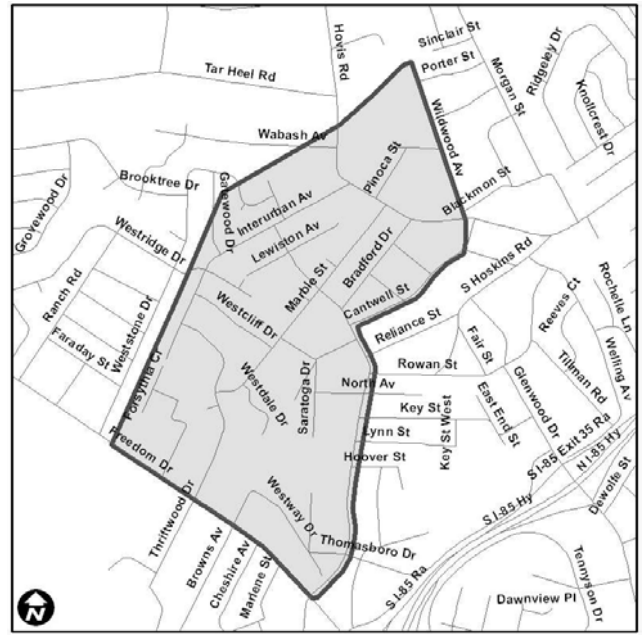 Sinclair St
Porter St
Hovis Rd
Tar Heel Rd
Morgan St
Ridgeley Dr
Knollcrest Dr
Wildwood Av
Wabash Av
Pinoca St
Brooktree Dr
Gatewood Dr
Blackmon St
Grovewood Dr
Interurban Av
Westridge Dr
Lewiston Av
Bradford Dr
S Hoskins Rd
Marble St
Ranch Rd
Cantwell St
Reeves Ct
Rochelle Ln
Weststone Dr
Westcliff Dr
Reliance St
Faraday St
Fair St
Rowan St
Forsythia Cr
Westdale Dr
Saratoga Dr
North Av
Glenwood Dr
Tillman Rd
Welling Av
Key St
East End St
Key St West
Lynn St
Freedom Dr
Hoover St
S I-85 Exit 35 Ra
N I-85 Hy
Dewolfe St
Thriftwood Dr
Westway Dr
S I-85 Hy
Browns Av
Thomasboro Dr
Cheshire Av
Marlene St
S I-85 Ra
Tennyson Dr
Dawnview Pl
N